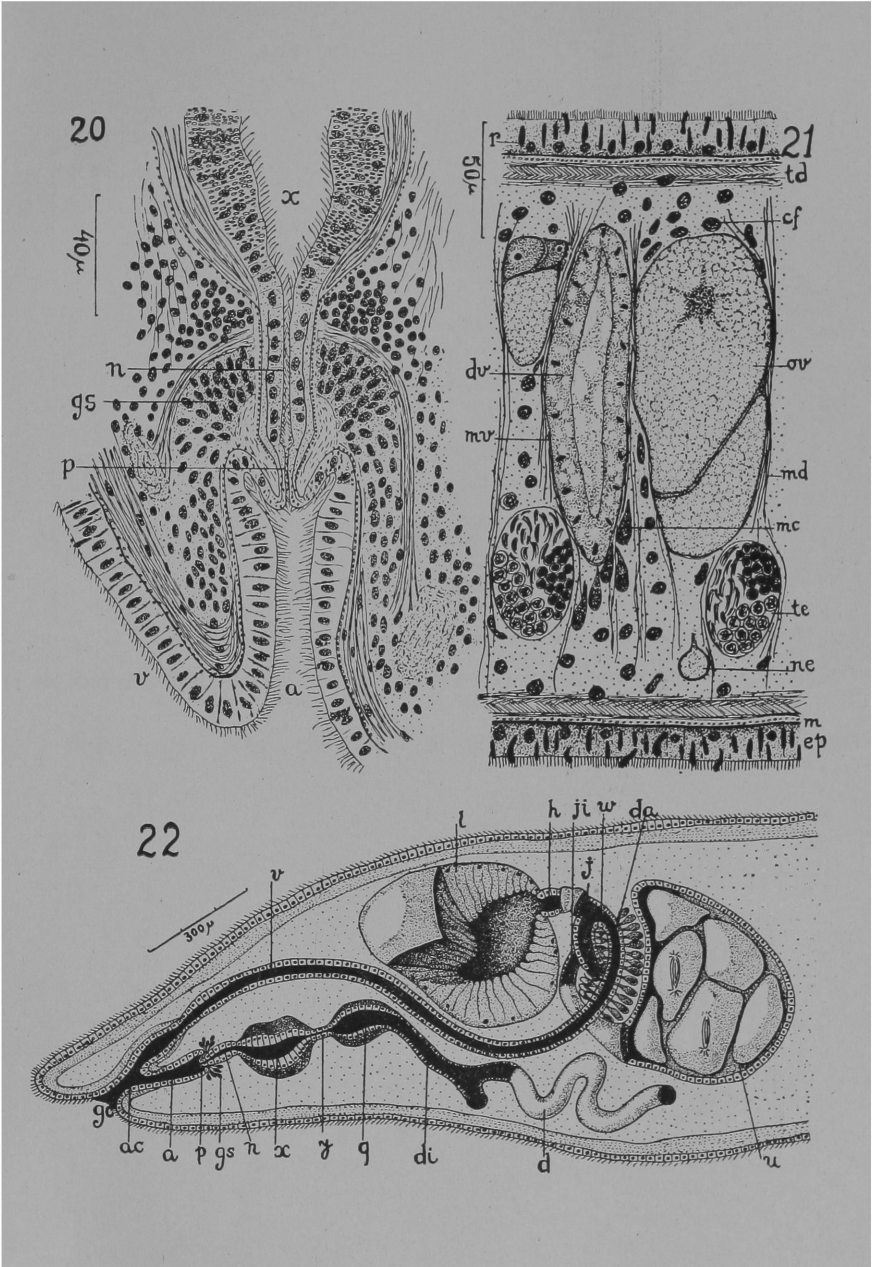 20
x
40μ
n
gs
p
v
a
r
21
50μ
td
cf
dv
ov
mv
md
mc
te
ne
m
ep
22
l
h
ji
w
da
v
f
300μ
go
ac
a
p
gs
n
x
y
q
di
d
u